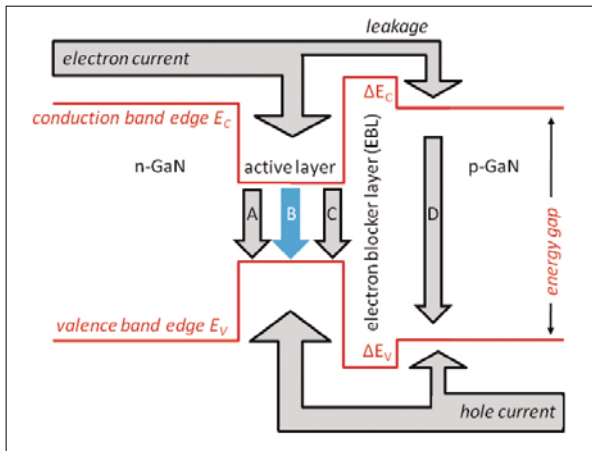 leakage
electron current
ΔE_C
conduction band edge E_C
n-GaN
active layer
electron blocker layer (EBL)
p-GaN
A
B
C
D
energy gap
valence band edge E_V
ΔE_V
hole current